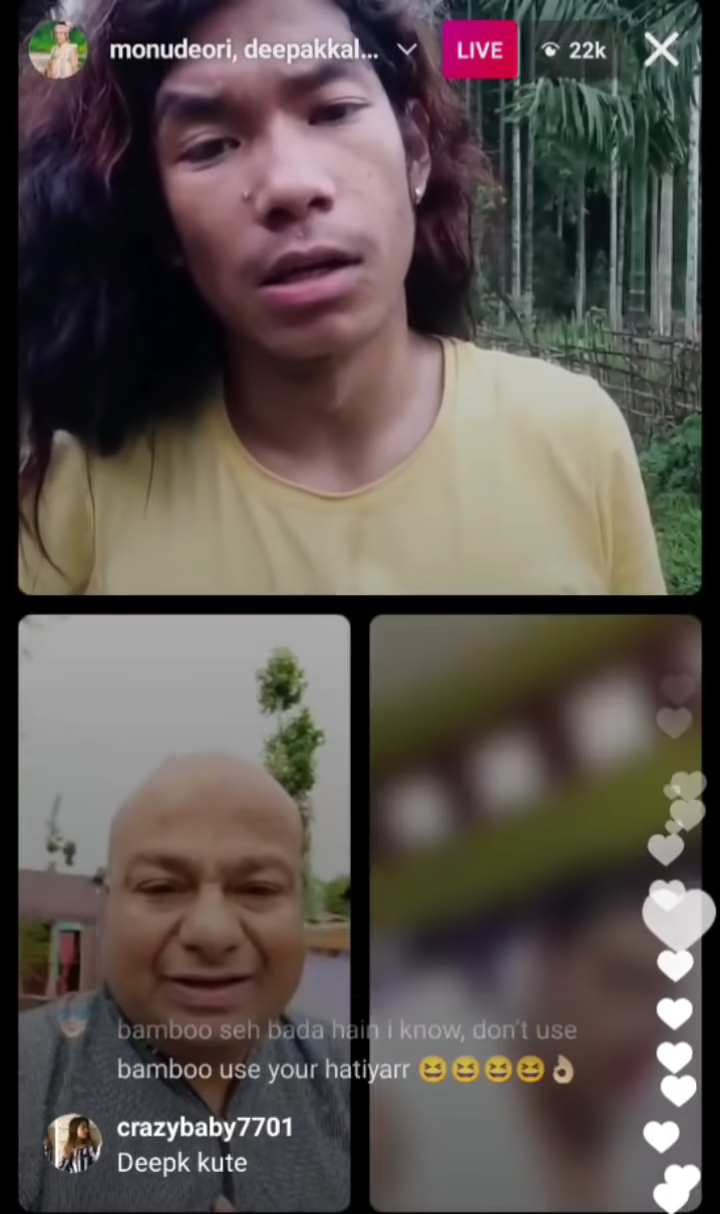 monudeori, deepakkal...
LIVE
22k
bamboo seh bada hain i know, don't use
bamboo use your hatiyarr 😆😆😆😆👌🏼
crazybaby7701
Deepk kute